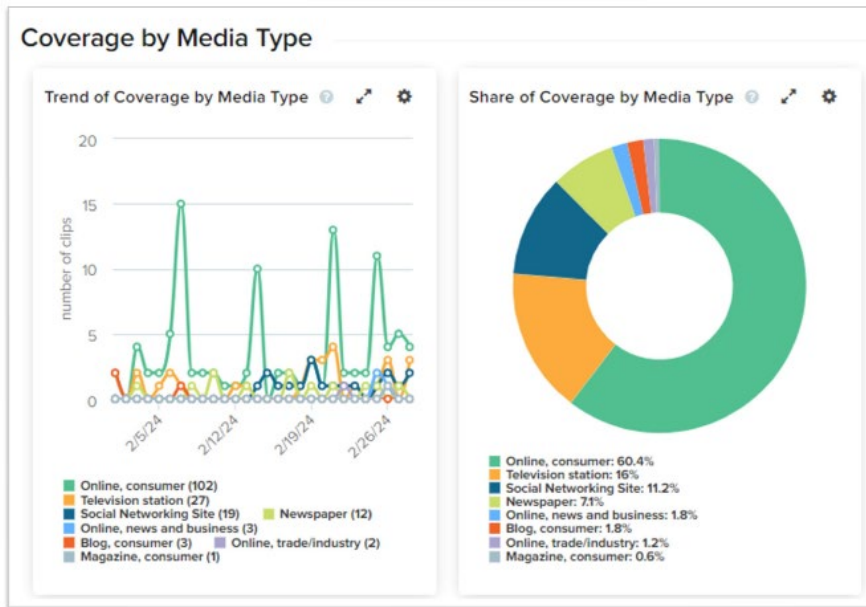 Coverage by Media Type
Trend of Coverage by Media Type
number of clips
20
15
10
5
0
2/5/24
2/12/24
2/19/24
2/26/24
Online, consumer (102)
Television station (27)
Social Networking Site (19) Newspaper (12)
Online, news and business (3)
Blog, consumer (3) Online, trade/industry (2)
Magazine, consumer (1)
Share of Coverage by Media Type
Online, consumer: 60.4%
Television station: 16%
Social Networking Site: 11.2%
Newspaper: 7.1%
Online, news and business: 1.8%
Blog, consumer: 1.8%
Online, trade/industry: 1.2%
Magazine, consumer: 0.6%